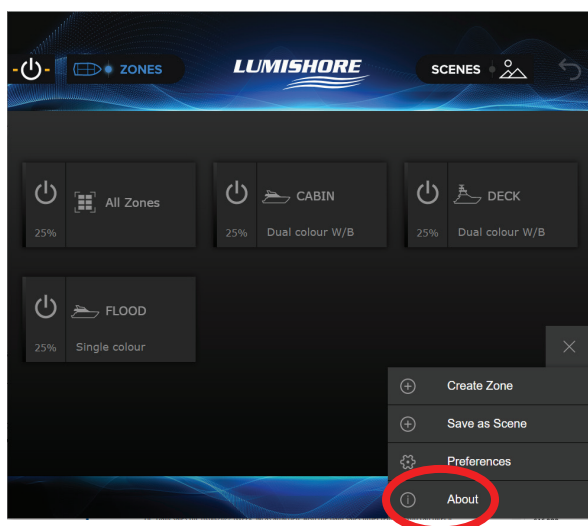 ZONES
LUMISHORE
SCENES
All Zones
25%
CABIN
25% Dual colour W/B
DECK
25% Dual colour W/B
FLOOD
25% Single colour
Create Zone
Save as Scene
Preferences
About